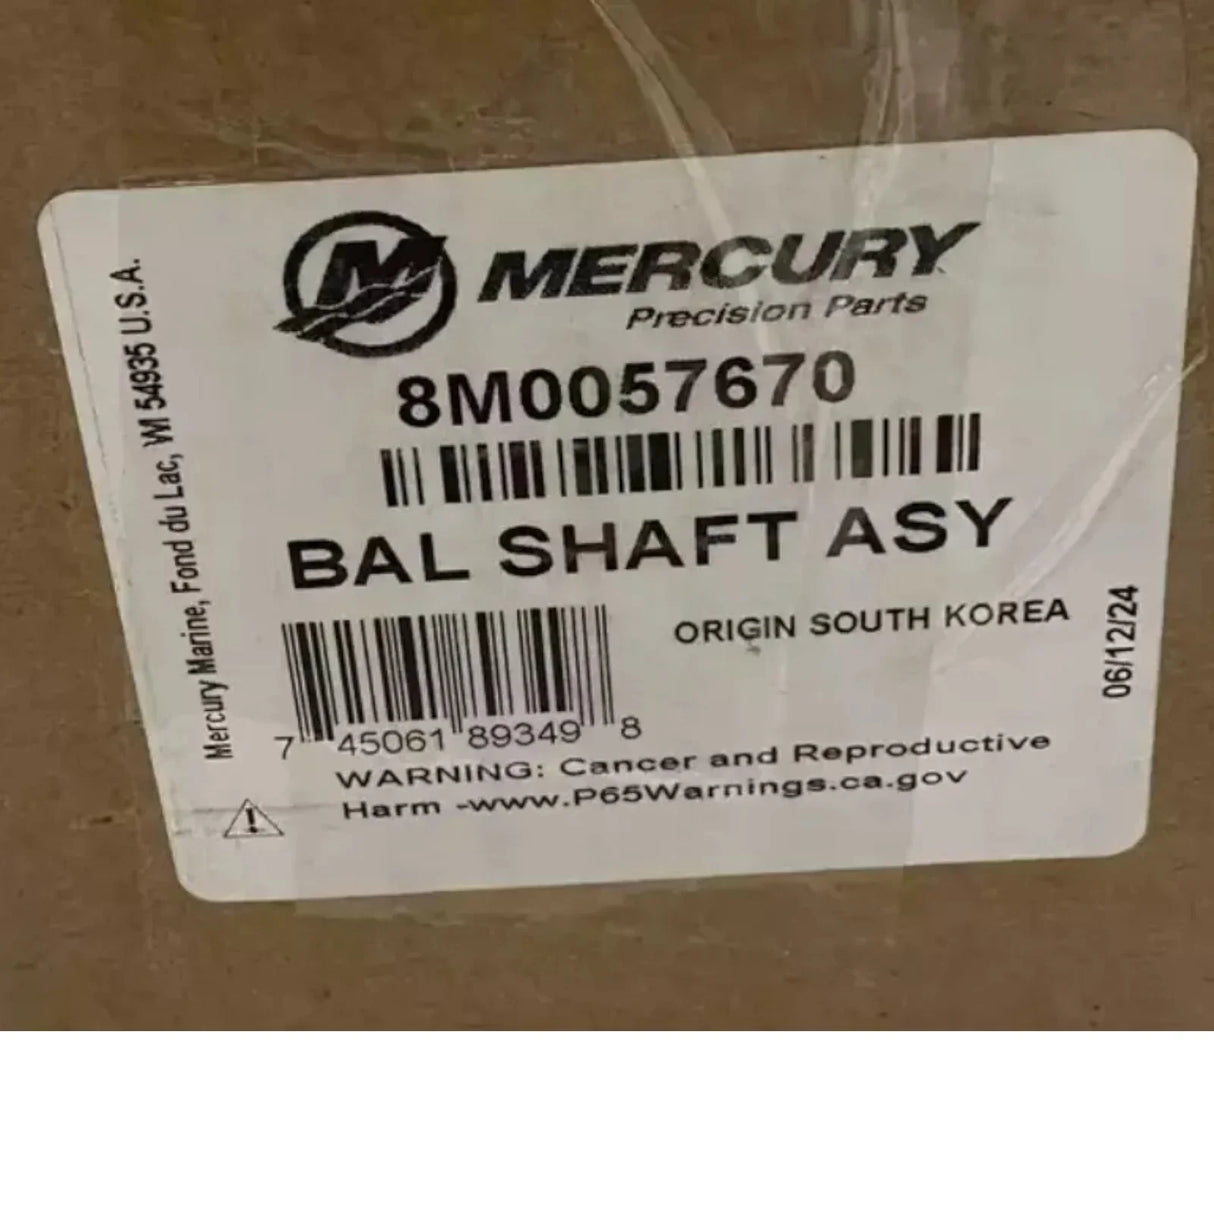 MERCURY
Precision Parts
8M0057670
BAL SHAFT ASY
ORIGIN SOUTH KOREA
7 45061 89349 8
WARNING: Cancer and Reproductive
Harm -www.P65Warnings.ca.gov
Mercury Marine, Fond du Lac, WI 54935 U.S.A.
06/12/24